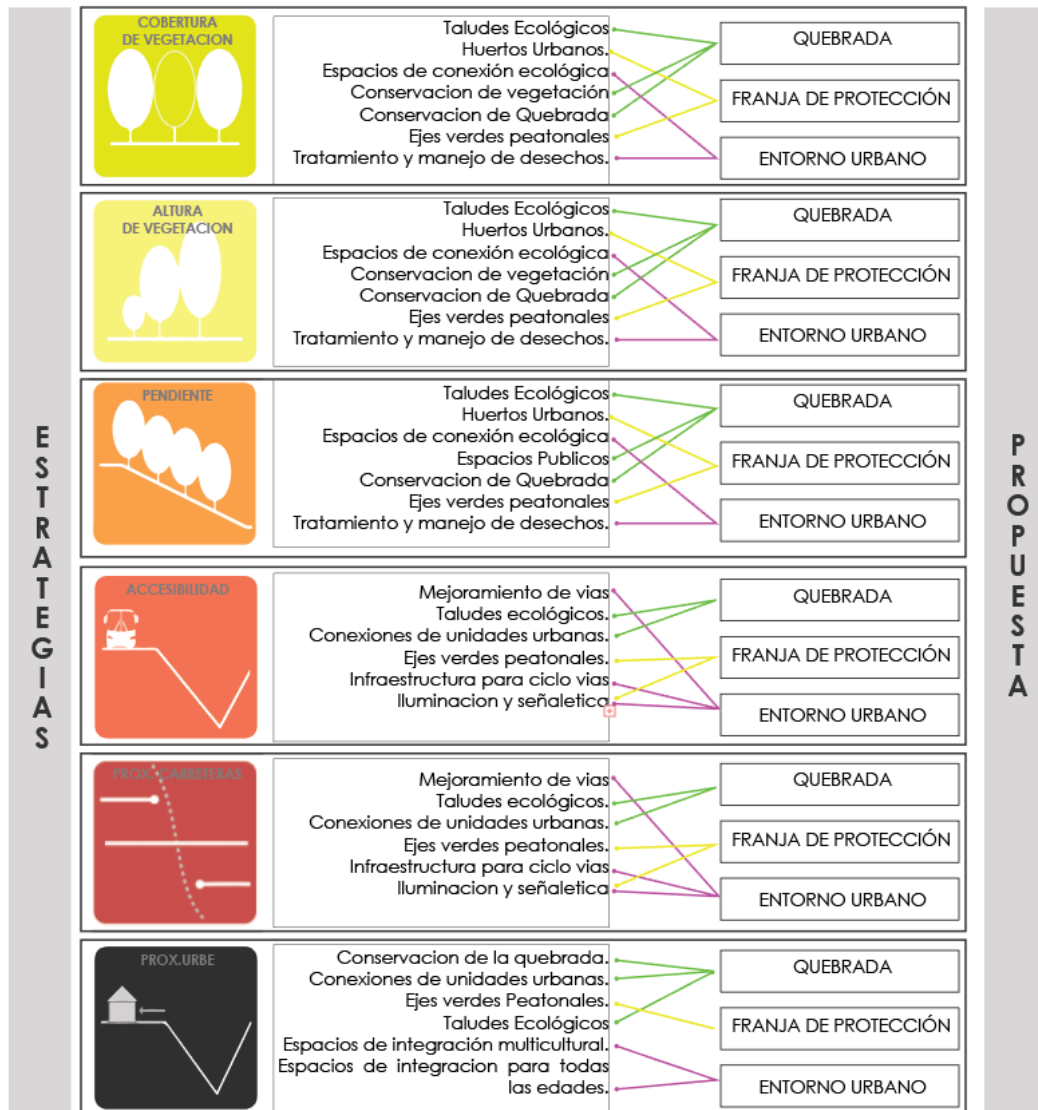 ESTRATEGIAS
COBERTURA
DE VEGETACION
Taludes Ecológicos
Huertos Urbanos.
Espacios de conexión ecológica
Conservacion de vegetación
Conservacion de Quebrada
Ejes verdes peatonales
Tratamiento y manejo de desechos.
QUEBRADA
FRANJA DE PROTECCIÓN
ENTORNO URBANO
ALTURA
DE VEGETACION
Taludes Ecológicos
Huertos Urbanos.
Espacios de conexión ecológica
Conservacion de vegetación
Conservacion de Quebrada
Ejes verdes peatonales
Tratamiento y manejo de desechos.
QUEBRADA
FRANJA DE PROTECCIÓN
ENTORNO URBANO
PENDIENTE
Taludes Ecológicos
Huertos Urbanos.
Espacios de conexión ecológica
Espacios Publicos
Conservacion de Quebrada
Ejes verdes peatonales
Tratamiento y manejo de desechos.
QUEBRADA
FRANJA DE PROTECCIÓN
ENTORNO URBANO
ACCESIBILIDAD
Mejoramiento de vias
Taludes ecológicos.
Conexiones de unidades urbanas.
Ejes verdes peatonales.
Infraestructura para ciclo vias
Iluminacion y señaletica
QUEBRADA
FRANJA DE PROTECCIÓN
ENTORNO URBANO
PROX. CARRETERAS
Mejoramiento de vias
Taludes ecológicos.
Conexiones de unidades urbanas.
Ejes verdes peatonales.
Infraestructura para ciclo vias
Iluminacion y señaletica
QUEBRADA
FRANJA DE PROTECCIÓN
ENTORNO URBANO
PROX.URBE
Conservacion de la quebrada.
Conexiones de unidades urbanas.
Ejes verdes Peatonales.
Taludes Ecológicos
Espacios de integración multicultural.
Espacios de integracion para todas
las edades.
QUEBRADA
FRANJA DE PROTECCIÓN
ENTORNO URBANO
PROPUESTA